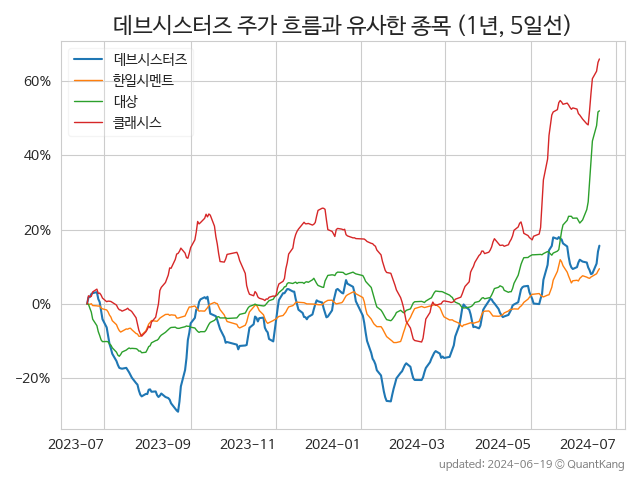 데브시스터즈 주가 흐름과 유사한 종목 (1년, 5일선)
데브시스터즈
한일시멘트
대상
클래시스
60%
40%
20%
0%
−20%
2023-07 2023-09 2023-11 2024-01 2024-03 2024-05 2024-07
updated: 2024-06-19 © QuantKang